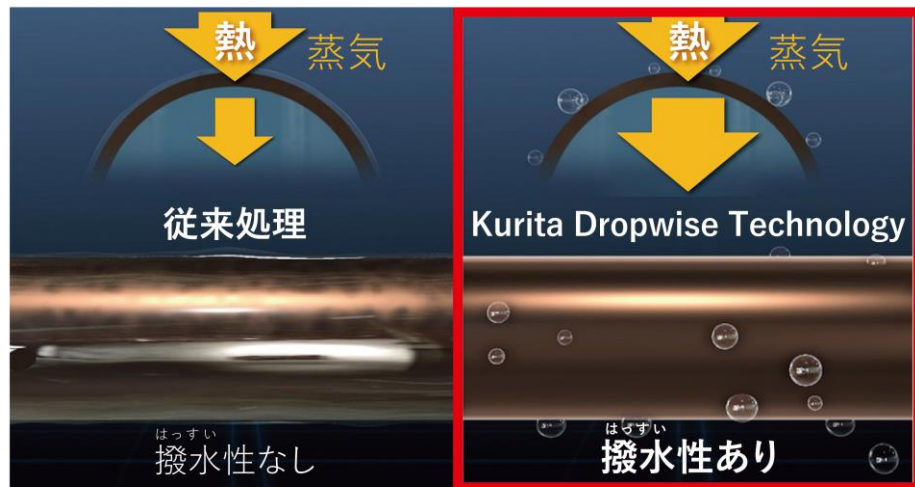 熱
蒸気
従来処理
はっすい
撥水性なし
熱
蒸気
Kurita Dropwise Technology
はっすい
撥水性あり